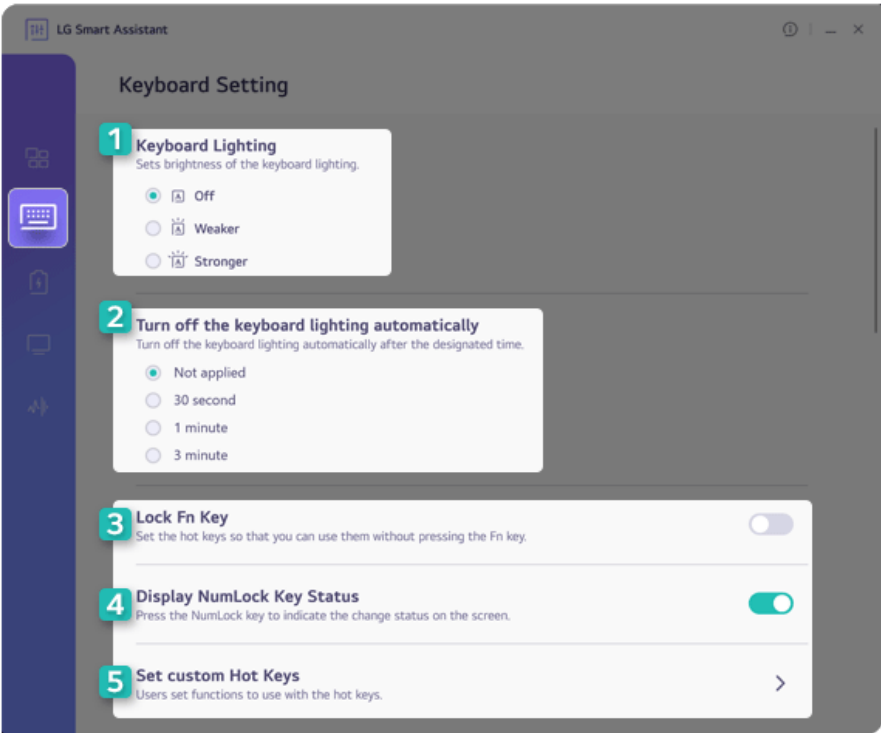 LG Smart Assistant
Keyboard Setting
1
Keyboard Lighting
Sets brightness of the keyboard lighting.
Off
Weaker
Stronger
2
Turn off the keyboard lighting automatically
Turn off the keyboard lighting automatically after the designated time.
Not applied
30 second
1 minute
3 minute
3
Lock Fn Key
Set the hot keys so that you can use them without pressing the Fn key.
4
Display NumLock Key Status
Press the NumLock key to indicate the change status on the screen.
5
Set custom Hot Keys
Users set functions to use with the hot keys.